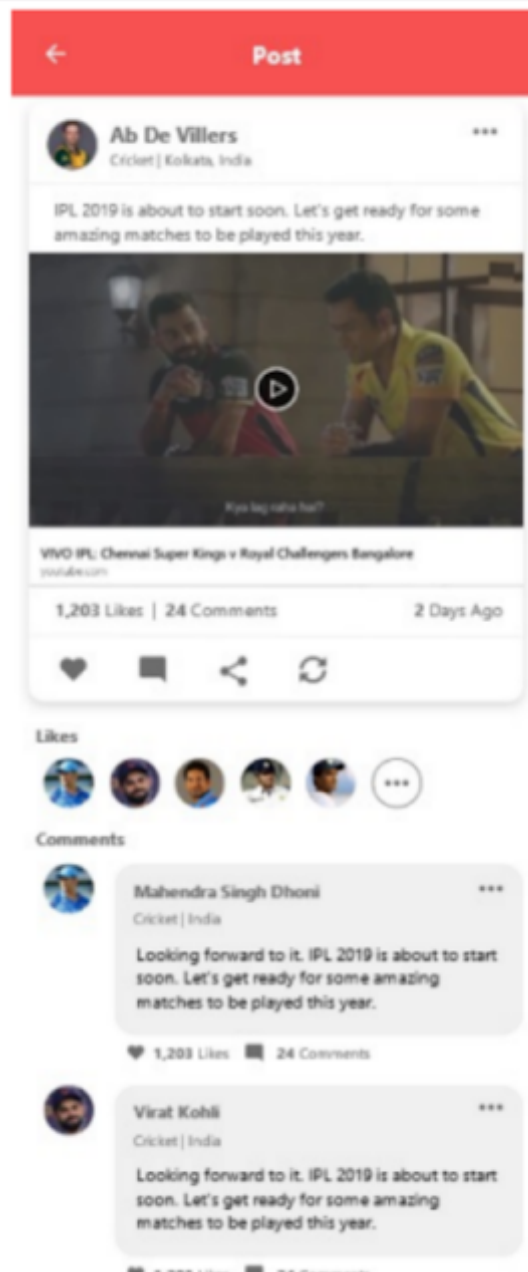 Post
Ab De Villers
Cricket | Kolkata, India
IPL 2019 is about to start soon. Let's get ready for some
amazing matches to be played this year.
Kya lag raha hai?
VIVO IPL: Chennai Super Kings v Royal Challengers Bangalore
youtube.com
1,203 Likes | 24 Comments 2 Days Ago
Likes
Comments
Mahendra Singh Dhoni
Cricket | India
Looking forward to it. IPL 2019 is about to start
soon. Let's get ready for some amazing
matches to be played this year.
1,203 Likes 24 Comments
Virat Kohli
Cricket | India
Looking forward to it. IPL 2019 is about to start
soon. Let's get ready for some amazing
matches to be played this year.